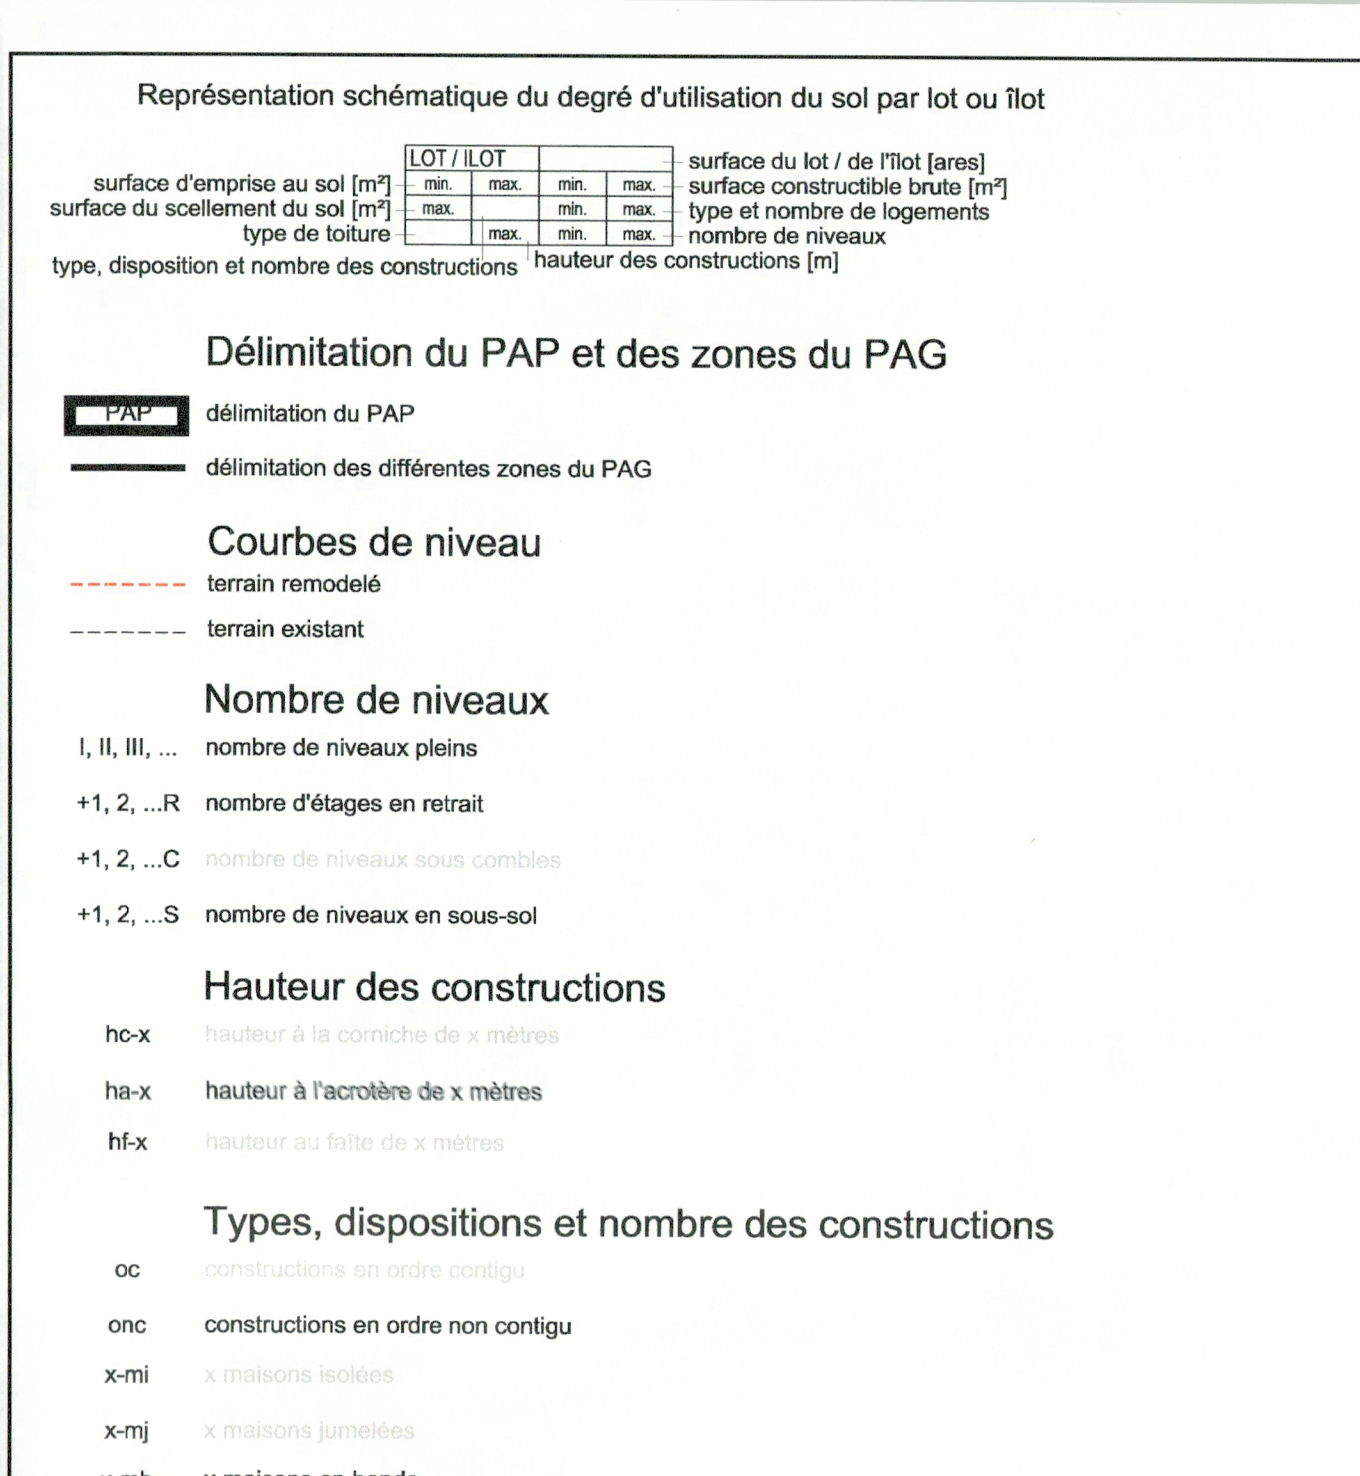 Représentation schématique du degré d'utilisation du sol par lot ou îlot
LOT / ILOT
surface du lot / de l'îlot [ares]
surface d'emprise au sol [m²] min. max. min. max. surface constructible brute [m²]
surface du scellement du sol [m²] max. min. max. type et nombre de logements
type de toiture max. min. max. nombre de niveaux
type, disposition et nombre des constructions hauteur des constructions [m]
Délimitation du PAP et des zones du PAG
PAP délimitation du PAP
délimitation des différentes zones du PAG
Courbes de niveau
terrain remodelé
terrain existant
Nombre de niveaux
I, II, III, ... nombre de niveaux pleins
+1, 2, ...R nombre d'étages en retrait
+1, 2, ...C nombre de niveaux sous combles
+1, 2, ...S nombre de niveaux en sous-sol
Hauteur des constructions
hc-x hauteur à la corniche de x mètres
ha-x hauteur à l'acrotère de x mètres
hf-x hauteur au faîte de x mètres
Types, dispositions et nombre des constructions
oc constructions en ordre contigu
onc constructions en ordre non contigu
x-mi x maisons isolées
x-mj x maisons jumelées